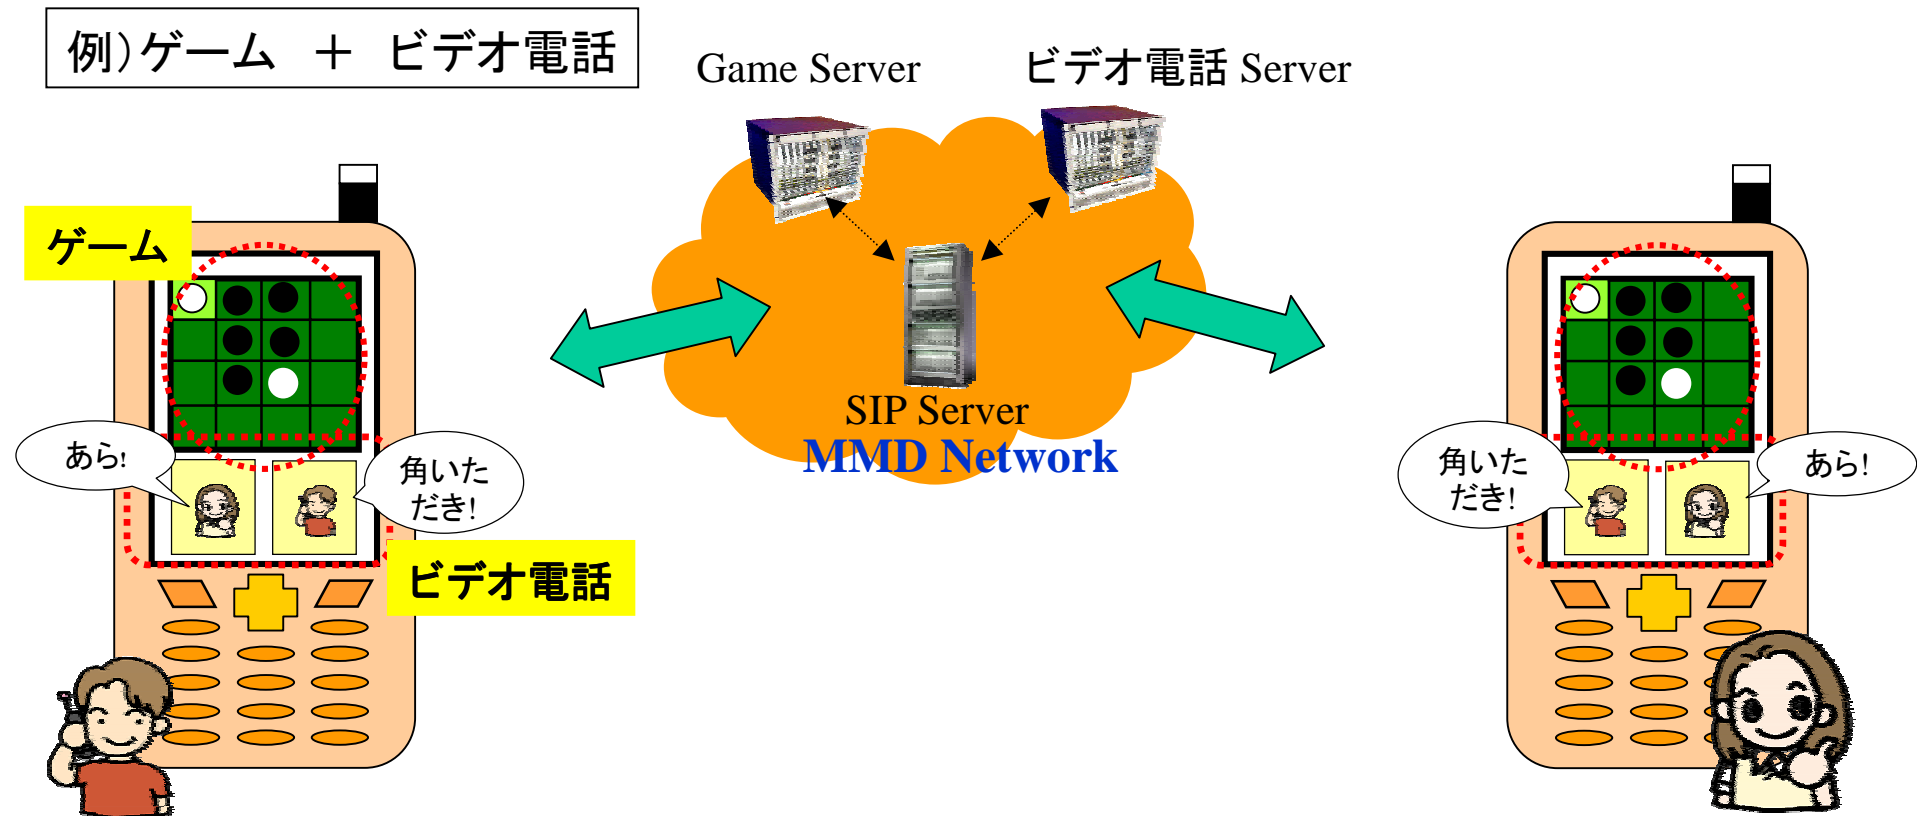 例)ゲーム ＋ ビデオ電話
Game Server
ビデオ電話 Server
ゲーム
あら!
角いた
だき!
ビデオ電話
SIP Server
MMD Network
角いた
だき!
あら!